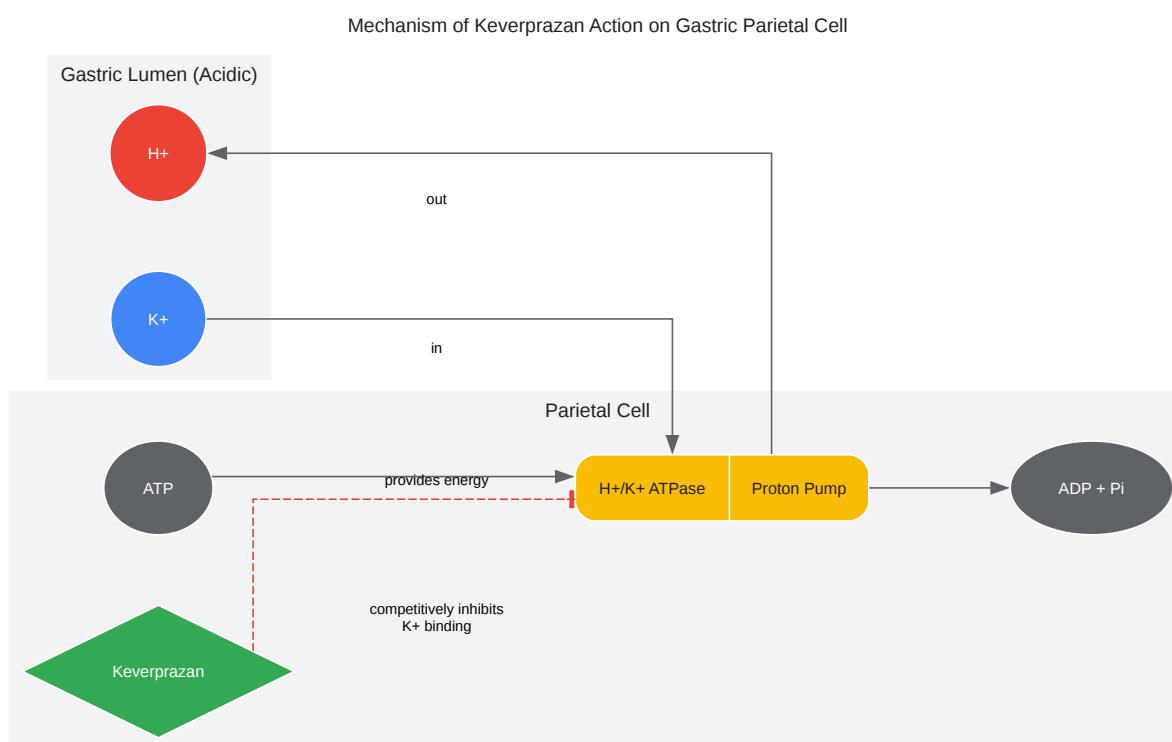 Mechanism of Keverprazan Action on Gastric Parietal Cell
Gastric Lumen (Acidic)
H+
out
K+
in
Parietal Cell
ATP
provides energy
H+/K+ ATPase
Proton Pump
ADP + Pi
competitively inhibits
K+ binding
Keverprazan